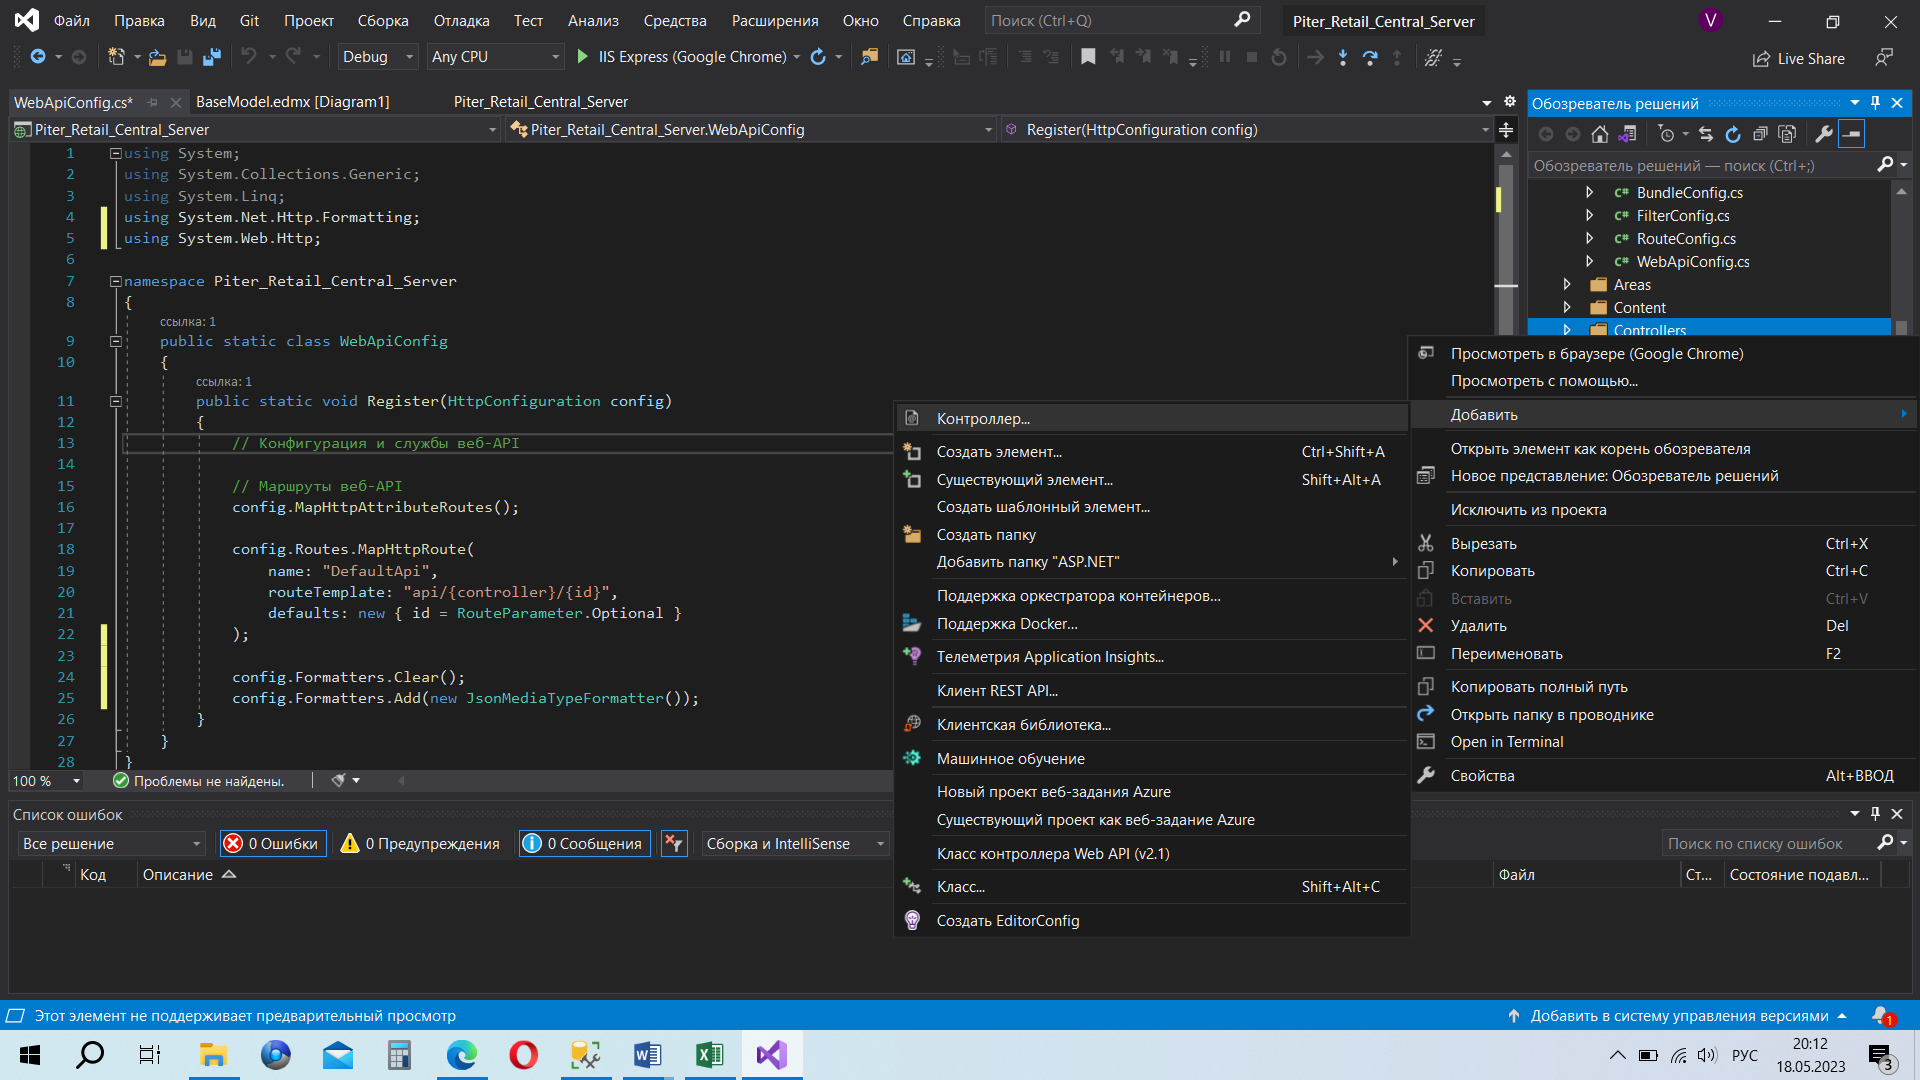 Файл Правка Вид Git Проект Сборка Отладка Тест Анализ Средства Расширения Окно Справка Поиск (Ctrl+Q) Piter_Retail_Central_Server V
Debug Any CPU IIS Express (Google Chrome) Live Share
WebApiConfig.cs* BaseModel.edmx [Diagram1] Piter_Retail_Central_Server
Piter_Retail_Central_Server Piter_Retail_Central_Server.WebApiConfig Register(HttpConfiguration config)
1 using System;
2 using System.Collections.Generic;
3 using System.Linq;
4 using System.Net.Http.Formatting;
5 using System.Web.Http;
6
7 namespace Piter_Retail_Central_Server
8 {
ссылка: 1
9 public static class WebApiConfig
10 {
ссылка: 1
11 public static void Register(HttpConfiguration config)
12 {
13 // Конфигурация и службы веб-API
14
15 // Маршруты веб-API
16 config.MapHttpAttributeRoutes();
17
18 config.Routes.MapHttpRoute(
19 name: "DefaultApi",
20 routeTemplate: "api/{controller}/{id}",
21 defaults: new { id = RouteParameter.Optional }
22 );
23
24 config.Formatters.Clear();
25 config.Formatters.Add(new JsonMediaTypeFormatter());
26 }
27 }
28 }
100 % Проблемы не найдены.
Обозреватель решений
Обозреватель решений — поиск (Ctrl+;)
C# BundleConfig.cs
C# FilterConfig.cs
C# RouteConfig.cs
C# WebApiConfig.cs
Areas
Content
Controllers
Просмотреть в браузере (Google Chrome)
Просмотреть с помощью...
Добавить
Открыть элемент как корень обозревателя
Новое представление: Обозреватель решений
Исключить из проекта
Вырезать Ctrl+X
Копировать Ctrl+C
Вставить Ctrl+V
Удалить Del
Переименовать F2
Копировать полный путь
Открыть папку в проводнике
Open in Terminal
Свойства Alt+ВВОД
Контроллер...
Создать элемент... Ctrl+Shift+A
Существующий элемент... Shift+Alt+A
Создать шаблонный элемент...
Создать папку
Добавить папку "ASP.NET"
Поддержка оркестратора контейнеров...
Поддержка Docker...
Телеметрия Application Insights...
Клиент REST API...
Клиентская библиотека...
Машинное обучение
Новый проект веб-задания Azure
Существующий проект как веб-задание Azure
Класс контроллера Web API (v2.1)
Класс... Shift+Alt+C
Создать EditorConfig
Список ошибок
Все решение 0 Ошибки 0 Предупреждения 0 Сообщения Сборка и IntelliSense Поиск по списку ошибок
Код Описание Файл Ст... Состояние подавл...
Этот элемент не поддерживает предварительный просмотр Добавить в систему управления версиями 1
РУС 20:12
18.05.2023 3